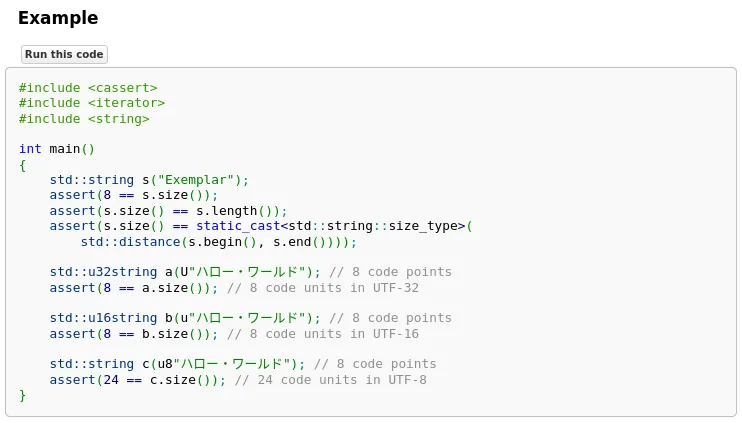 Example
Run this code
#include <cassert>
#include <iterator>
#include <string>
int main()
{
    std::string s("Exemplar");
    assert(8 == s.size());
    assert(s.size() == s.length());
    assert(s.size() == static_cast<std::string::size_type>(
        std::distance(s.begin(), s.end())));
    std::u32string a(U"ハロー・ワールド"); // 8 code points
    assert(8 == a.size()); // 8 code units in UTF-32
    std::u16string b(u"ハロー・ワールド"); // 8 code points
    assert(8 == b.size()); // 8 code units in UTF-16
    std::string c(u8"ハロー・ワールド"); // 8 code points
    assert(24 == c.size()); // 24 code units in UTF-8
}